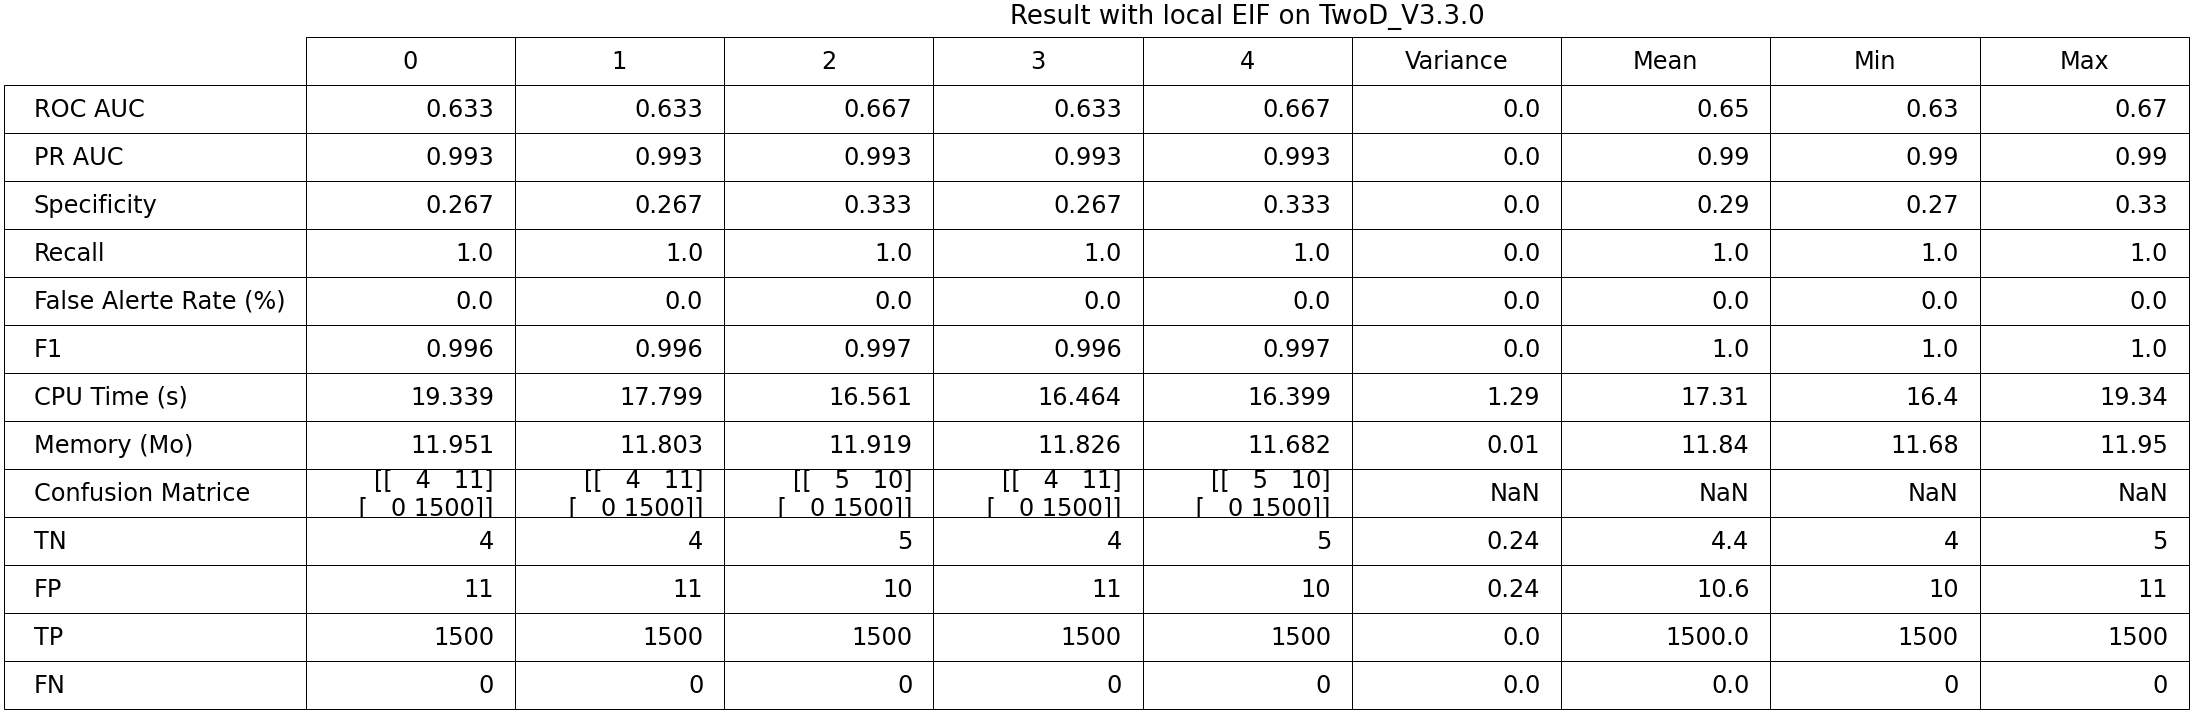 Result with local EIF on TwoD_V3.3.0
0 1 2 3 4 Variance Mean Min Max
ROC AUC 0.633 0.633 0.667 0.633 0.667 0.0 0.65 0.63 0.67
PR AUC 0.993 0.993 0.993 0.993 0.993 0.0 0.99 0.99 0.99
Specificity 0.267 0.267 0.333 0.267 0.333 0.0 0.29 0.27 0.33
Recall 1.0 1.0 1.0 1.0 1.0 0.0 1.0 1.0 1.0
False Alerte Rate (%) 0.0 0.0 0.0 0.0 0.0 0.0 0.0 0.0 0.0
F1 0.996 0.996 0.997 0.996 0.997 0.0 1.0 1.0 1.0
CPU Time (s) 19.339 17.799 16.561 16.464 16.399 1.29 17.31 16.4 19.34
Memory (Mo) 11.951 11.803 11.919 11.826 11.682 0.01 11.84 11.68 11.95
[[ 4 11] [[ 4 11] [[ 5 10] [[ 4 11] [[ 5 10]
Confusion Matrice NaN NaN NaN NaN
[ 0 1500]] [ 0 1500]] [ 0 1500]] [ 0 1500]] [ 0 1500]]
TN 4 4 5 4 5 0.24 4.4 4 5
FP 11 11 10 11 10 0.24 10.6 10 11
TP 1500 1500 1500 1500 1500 0.0 1500.0 1500 1500
FN 0 0 0 0 0 0.0 0.0 0 0